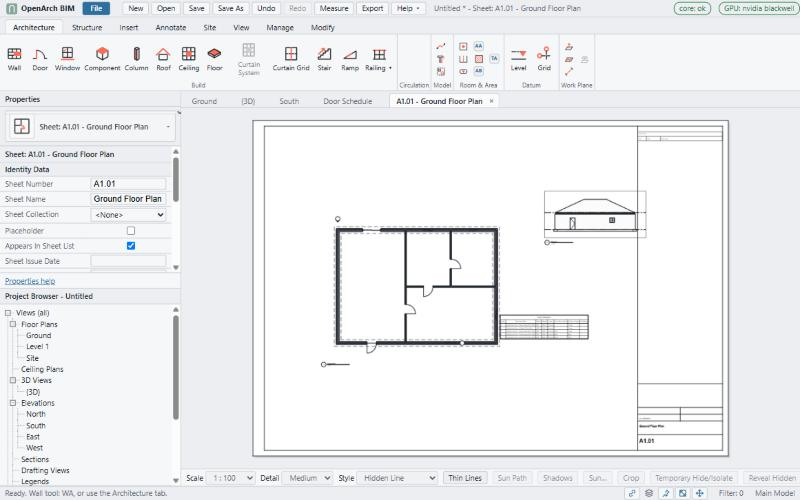 OpenArch BIM File New Open Save Save As Undo Redo Measure Export Help Untitled * - Sheet: A1.01 - Ground Floor Plan core: ok GPU: nvidia blackwell
Architecture Structure Insert Annotate Site View Manage Modify
AA
TA
AB
Wall Door Window Component Column Roof Ceiling Floor Curtain System Curtain Grid Stair Ramp Railing Level Grid
Build Circulation Model Room & Area Datum Work Plane
Properties
Ground {3D} South Door Schedule A1.01 - Ground Floor Plan ×
Sheet: A1.01 - Ground Floor Plan
Sheet: A1.01 - Ground Floor Plan
Identity Data
Sheet Number A1.01
Sheet Name Ground Floor Plan
Sheet Collection <None>
Placeholder
Appears In Sheet List
Sheet Issue Date
Properties help
Project Browser - Untitled
Views (all)
Floor Plans
Ground
Level 1
Site
Ceiling Plans
3D Views
{3D}
Elevations
North
South
East
West
Sections
Drafting Views
Legends
Ground Floor Plan
A1.01
Scale 1 : 100 Detail Medium Style Hidden Line Thin Lines Sun Path Shadows Sun... Crop Temporary Hide/Isolate Reveal Hidden
Ready. Wall tool: WA, or use the Architecture tab. Filter: 0 Main Model